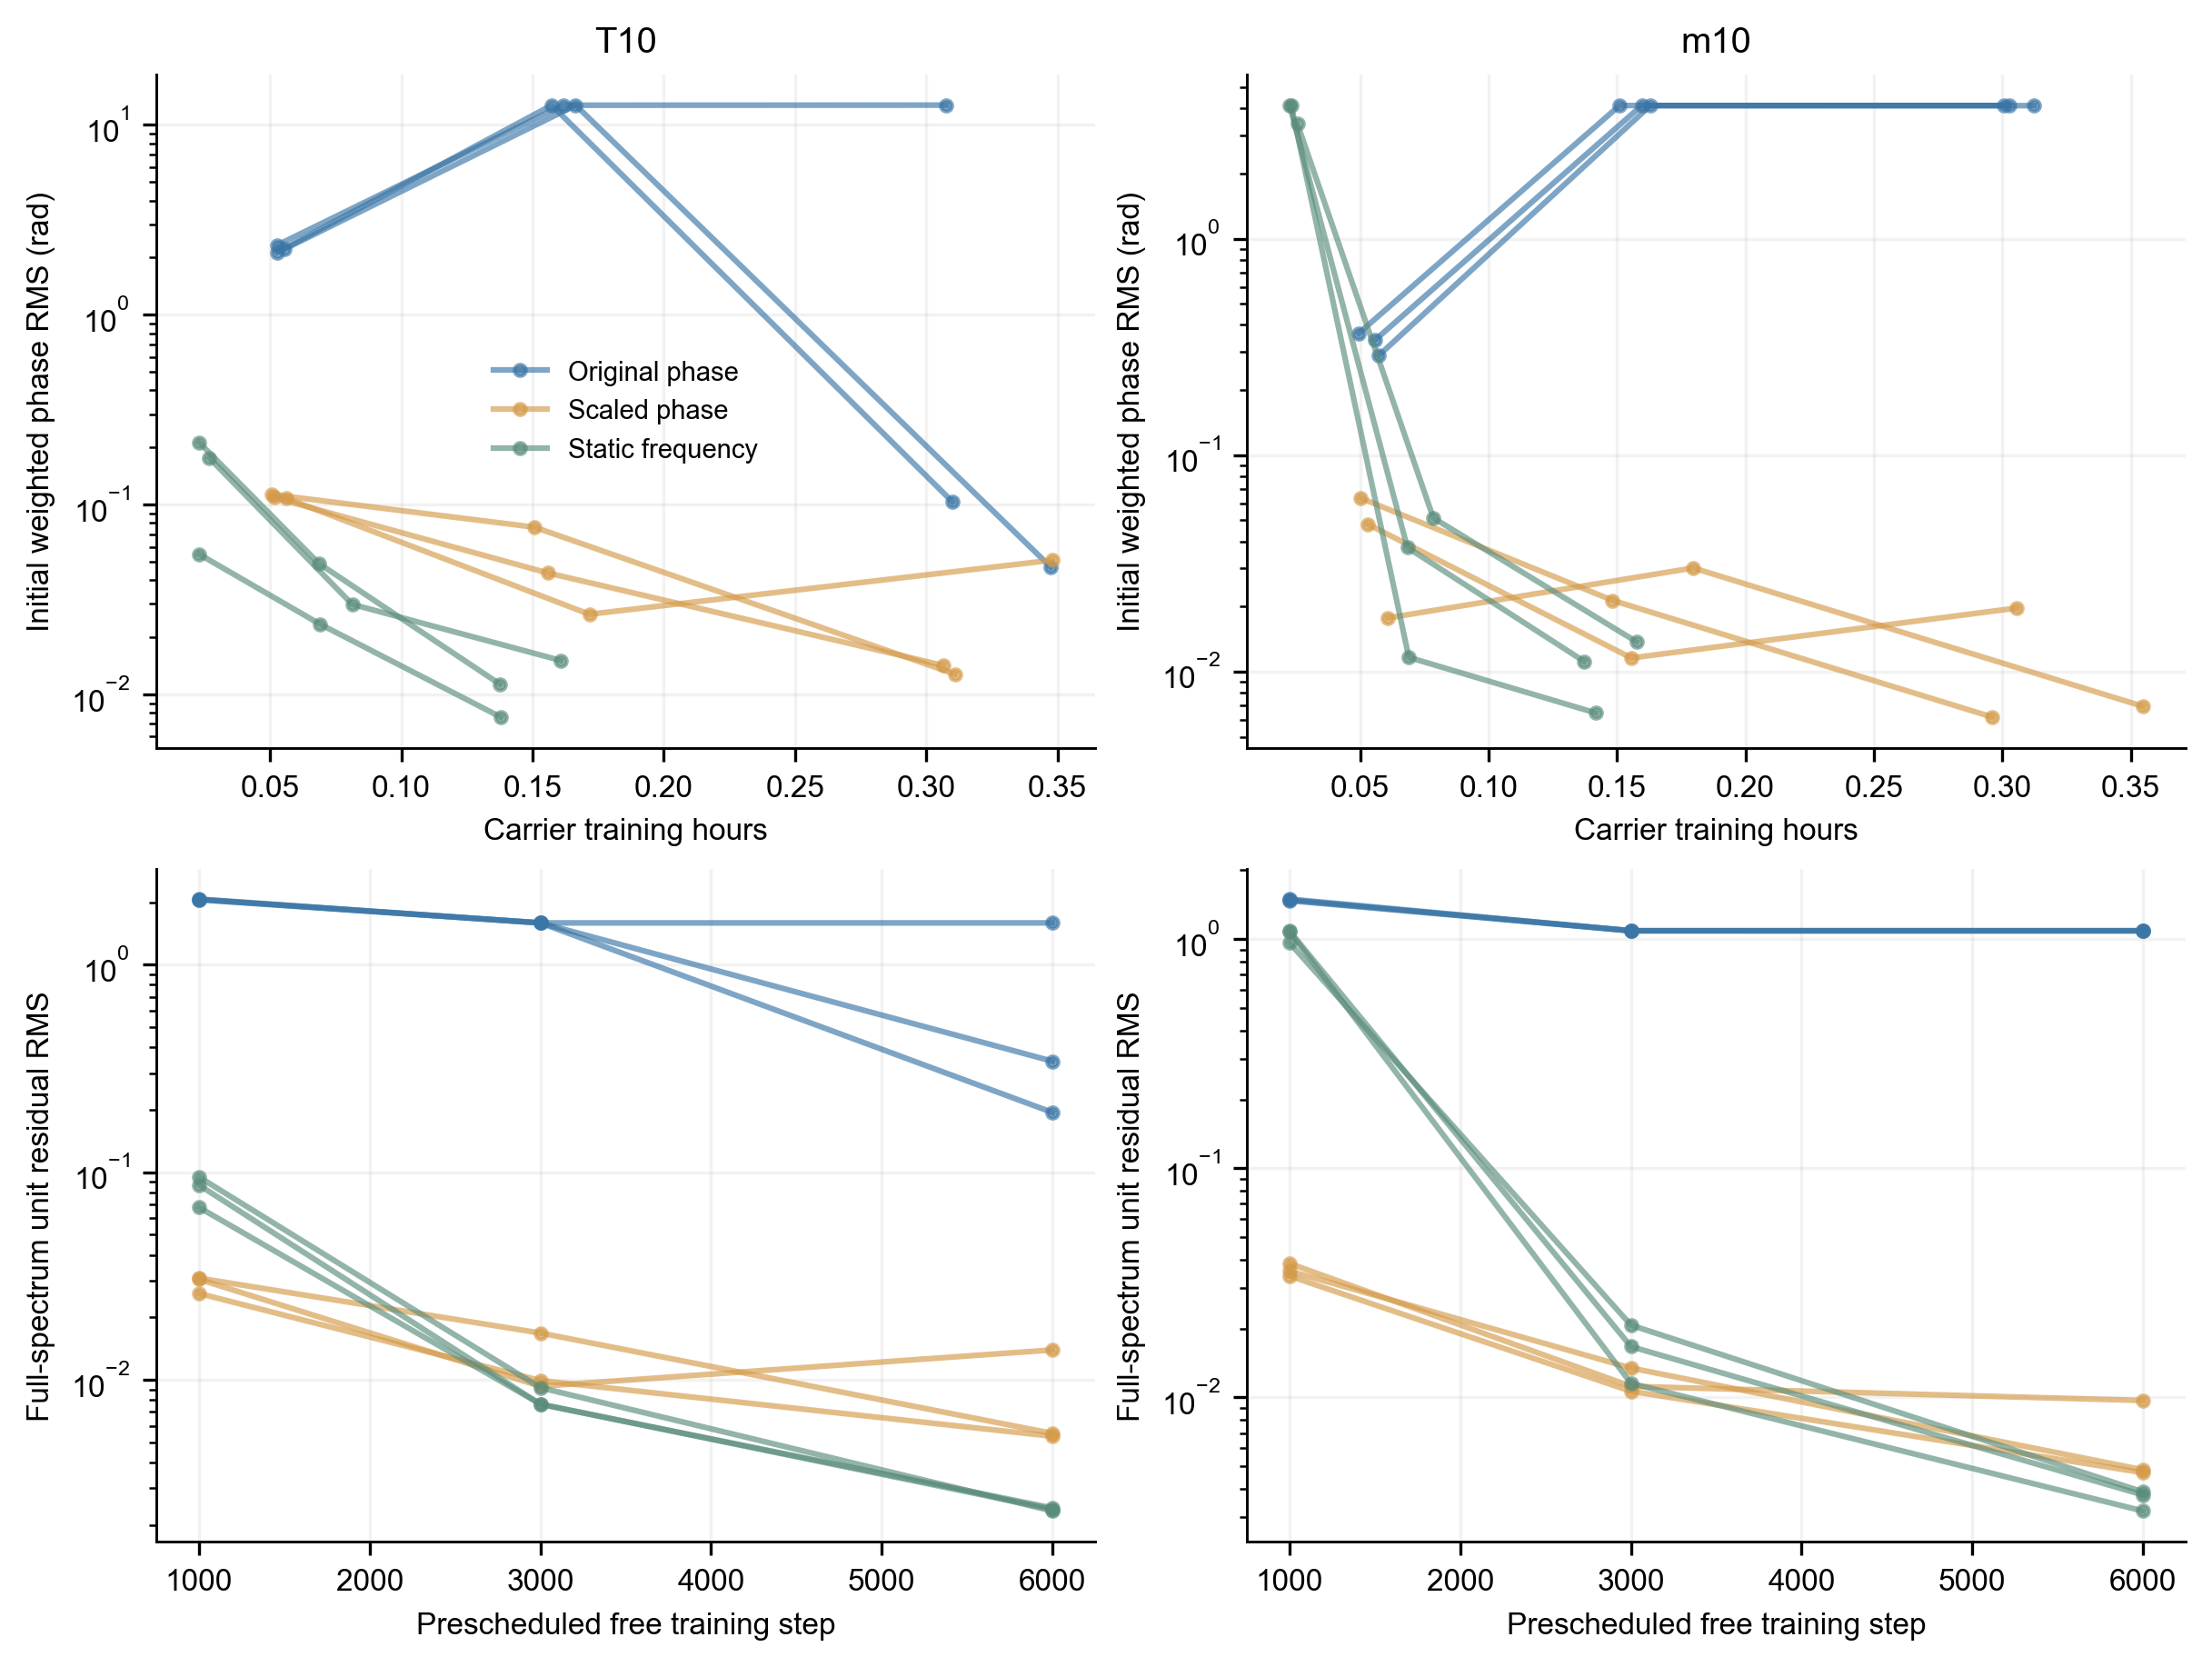 T10
Initial weighted phase RMS (rad)
10^1
10^0
10^−1
10^−2
Original phase
Scaled phase
Static frequency
0.05 0.10 0.15 0.20 0.25 0.30 0.35
Carrier training hours
m10
Initial weighted phase RMS (rad)
10^0
10^−1
10^−2
0.05 0.10 0.15 0.20 0.25 0.30 0.35
Carrier training hours
Full-spectrum unit residual RMS
10^0
10^−1
10^−2
1000 2000 3000 4000 5000 6000
Prescheduled free training step
Full-spectrum unit residual RMS
10^0
10^−1
10^−2
1000 2000 3000 4000 5000 6000
Prescheduled free training step